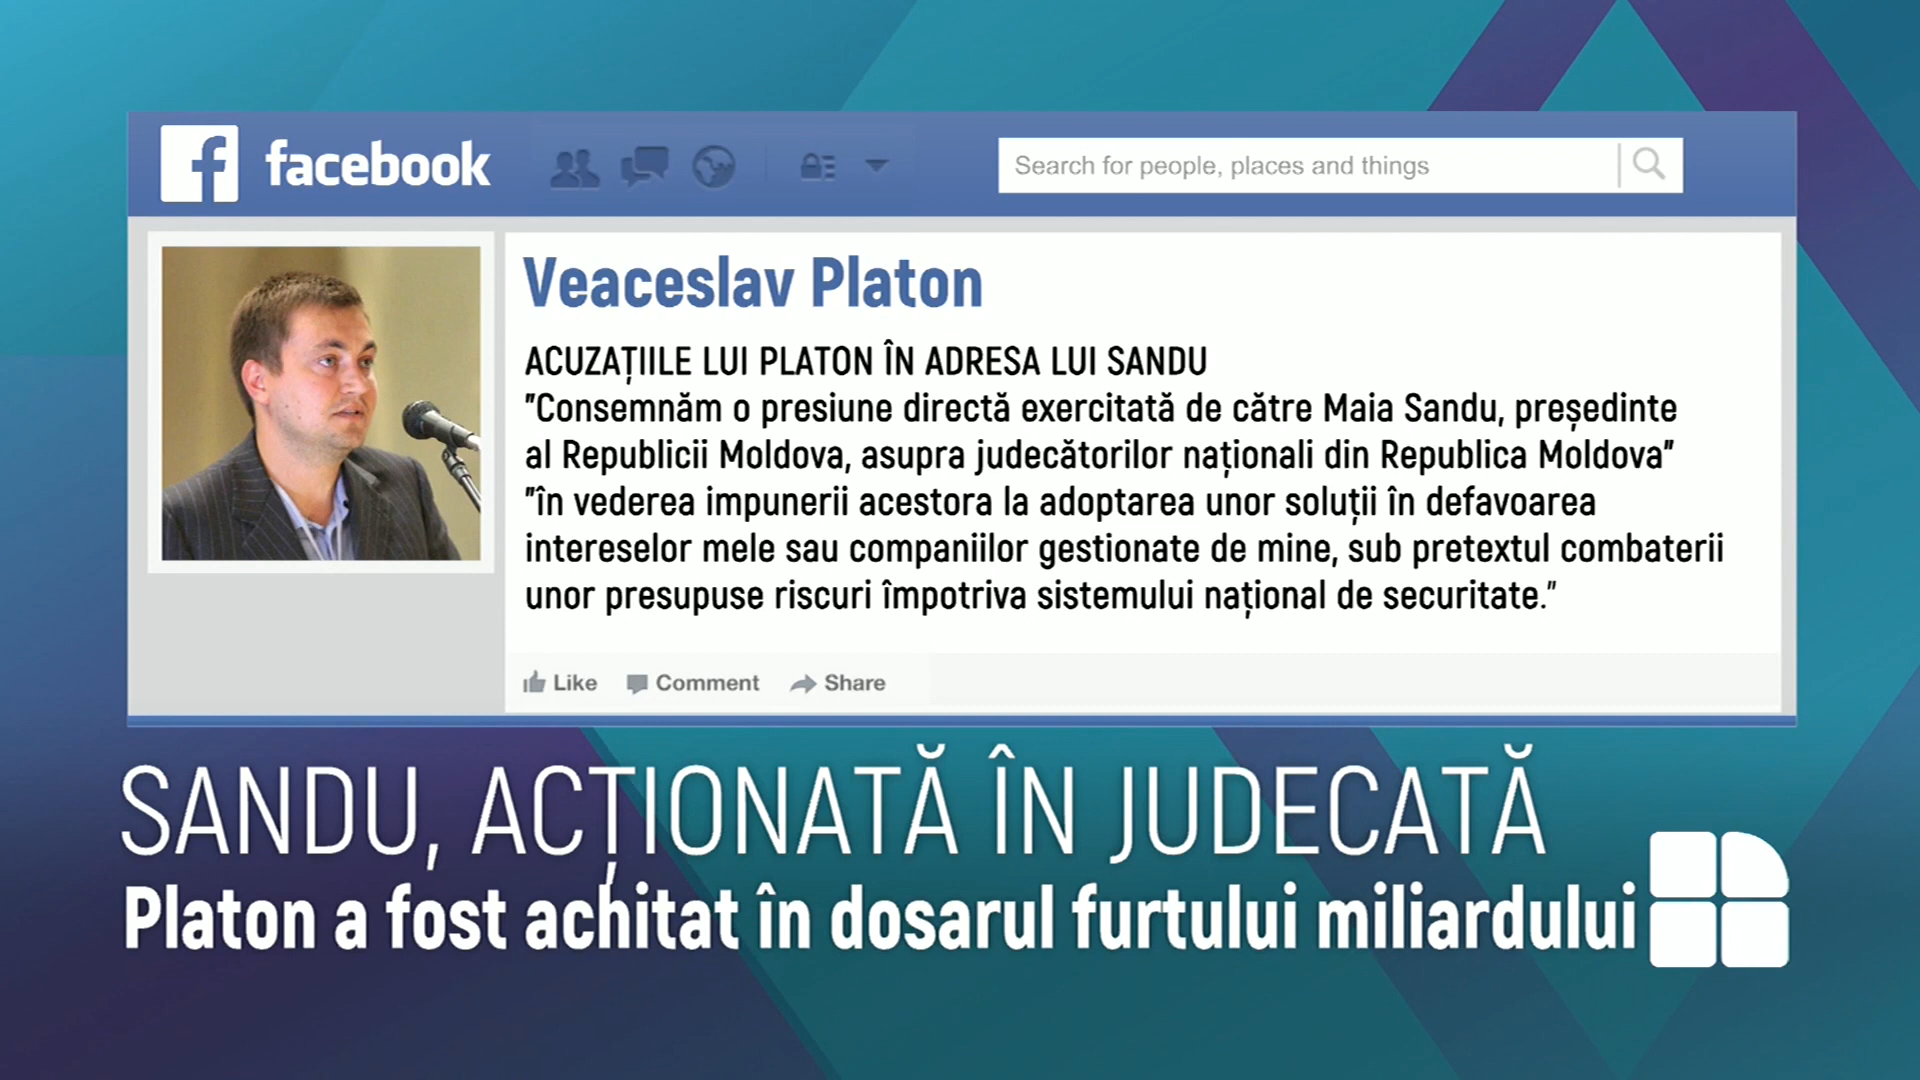 facebook
Search for people, places and things
Veaceslav Platon
ACUZAȚIILE LUI PLATON ÎN ADRESA LUI SANDU
"Consemnăm o presiune directă exercitată de către Maia Sandu, președinte
al Republicii Moldova, asupra judecătorilor naționali din Republica Moldova"
"în vederea impunerii acestora la adoptarea unor soluții în defavoarea
intereselor mele sau companiilor gestionate de mine, sub pretextul combaterii
unor presupuse riscuri împotriva sistemului național de securitate."
Like Comment Share
SANDU, ACȚIONATĂ ÎN JUDECATĂ
Platon a fost achitat în dosarul furtului miliardului